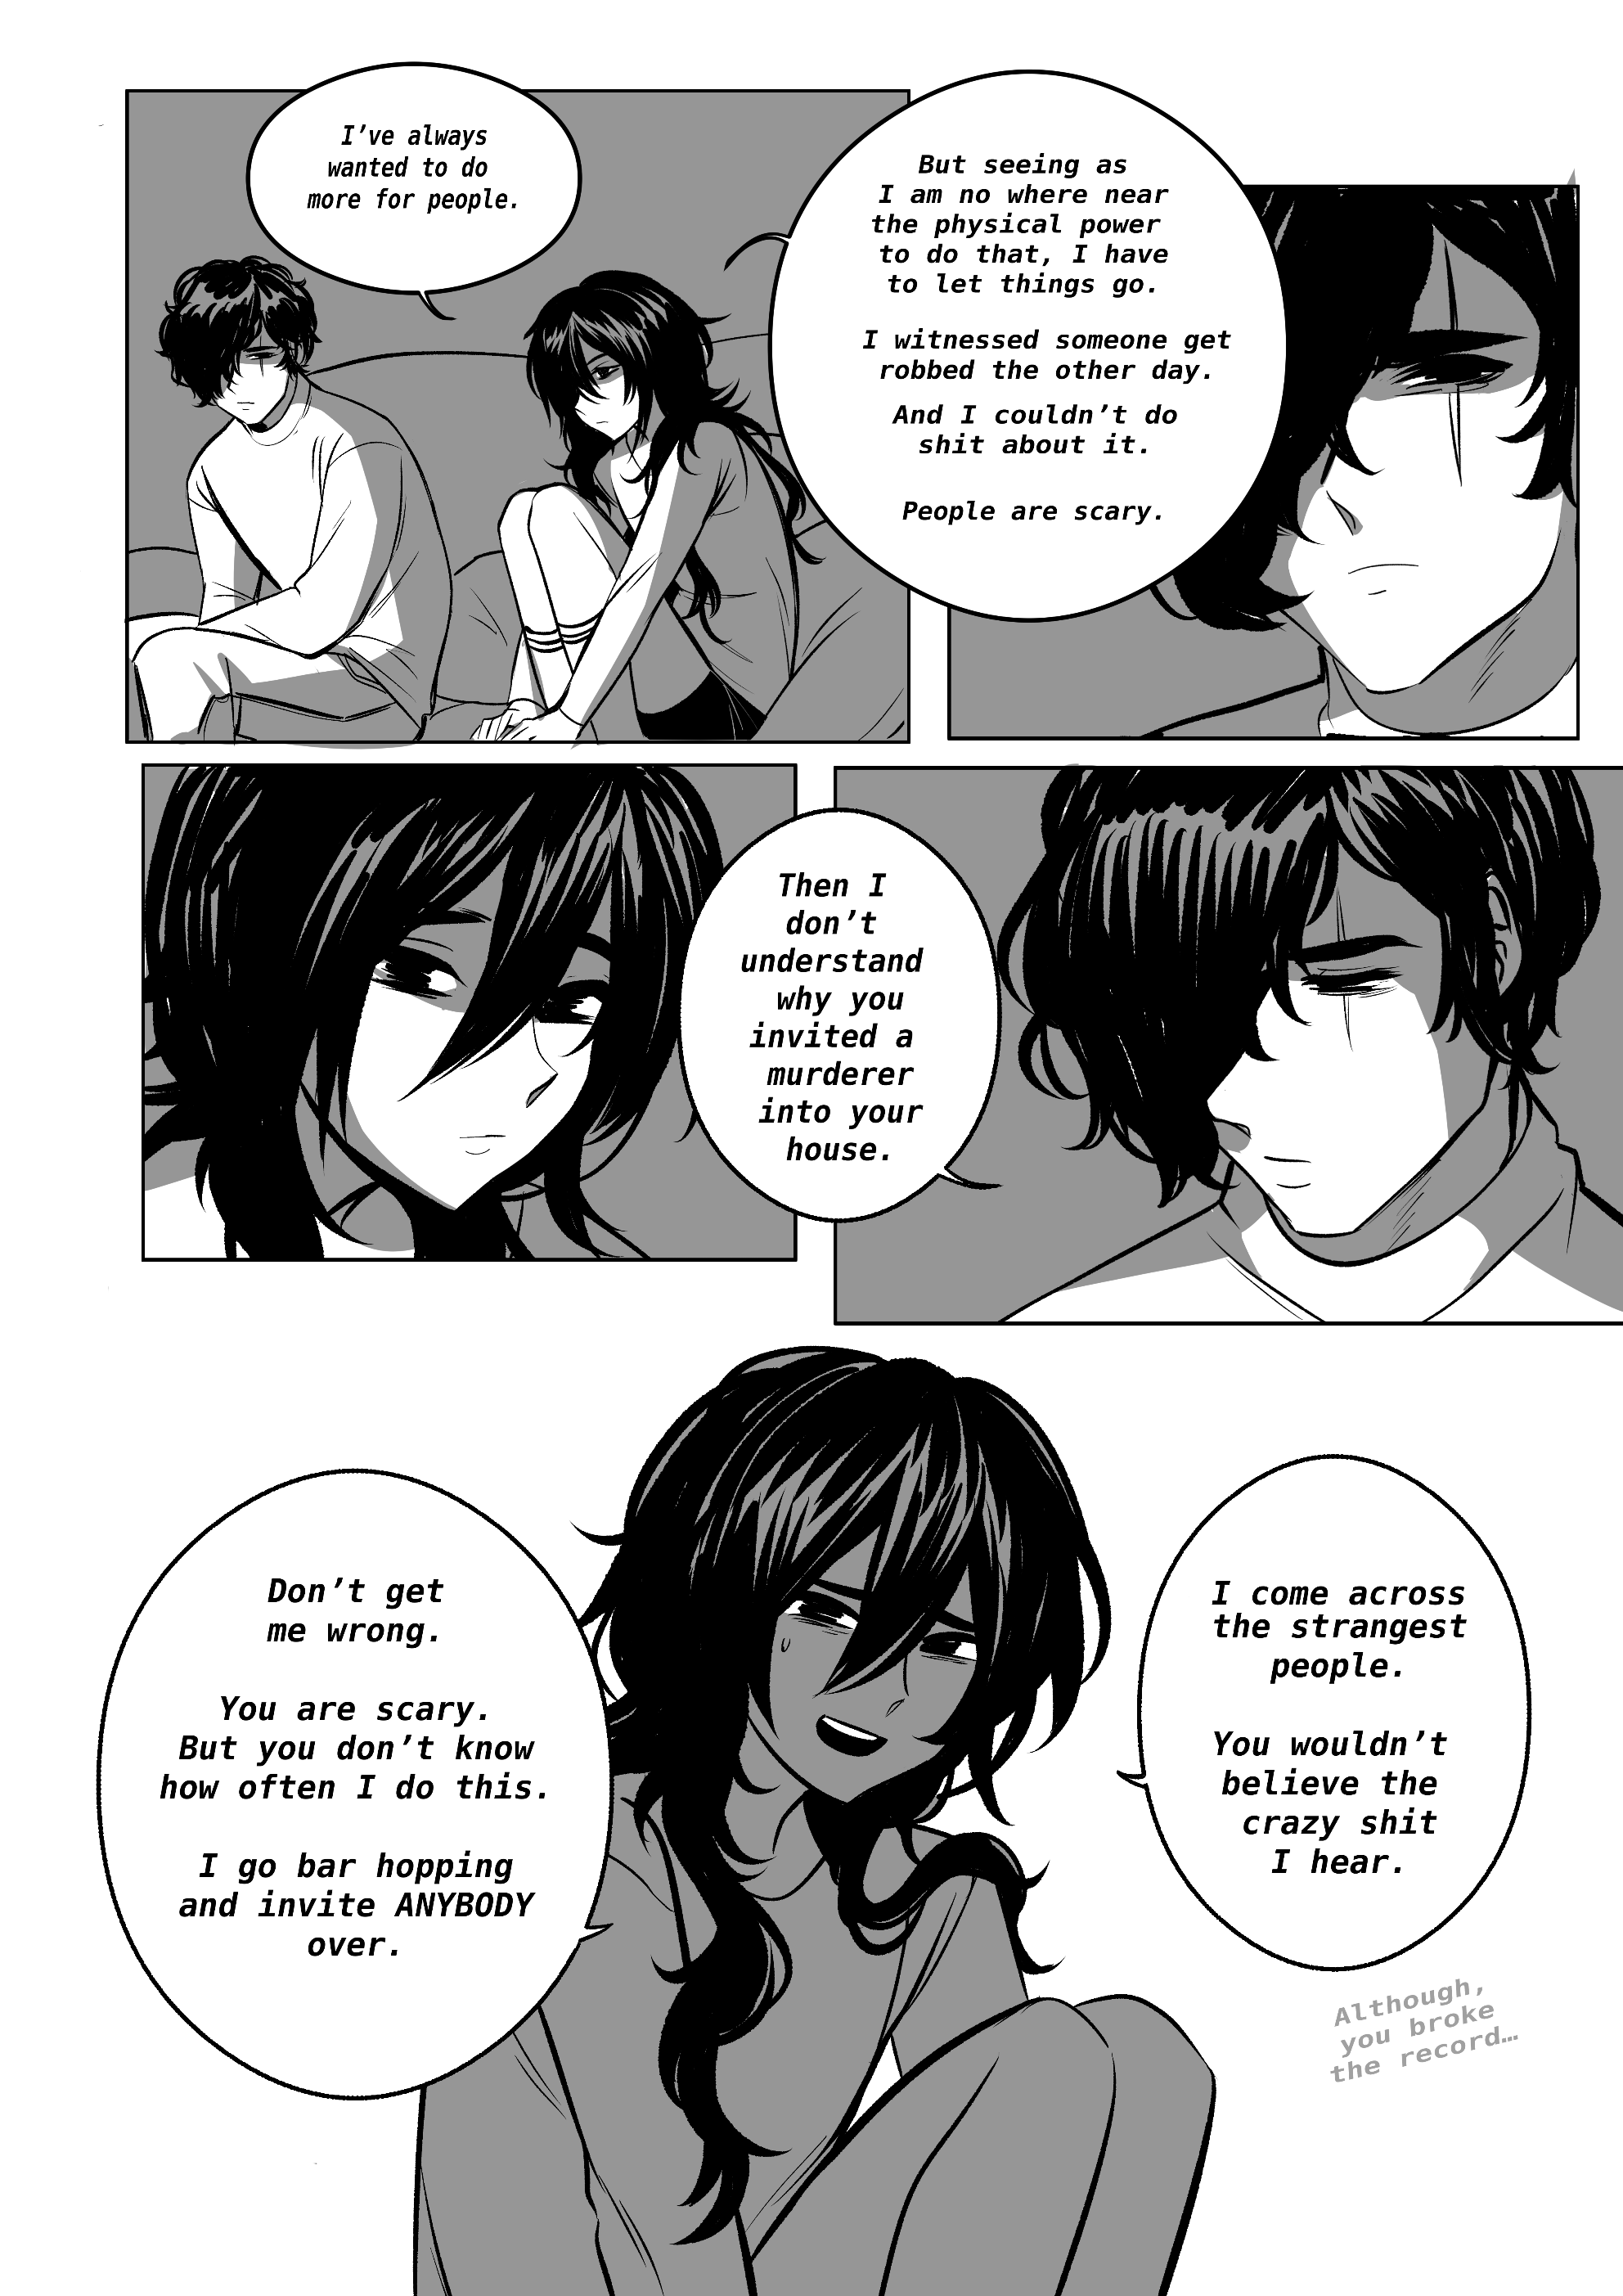 I’ve always
wanted to do
more for people.
But seeing as
I am no where near
the physical power
to do that, I have
to let things go.
I witnessed someone get
robbed the other day.
And I couldn’t do
shit about it.
People are scary.
Then I
don’t
understand
why you
invited a
murderer
into your
house.
Don’t get
me wrong.
You are scary.
But you don’t know
how often I do this.
I go bar hopping
and invite ANYBODY
over.
I come across
the strangest
people.
You wouldn’t
believe the
crazy shit
I hear.
Although,
you broke
the record…